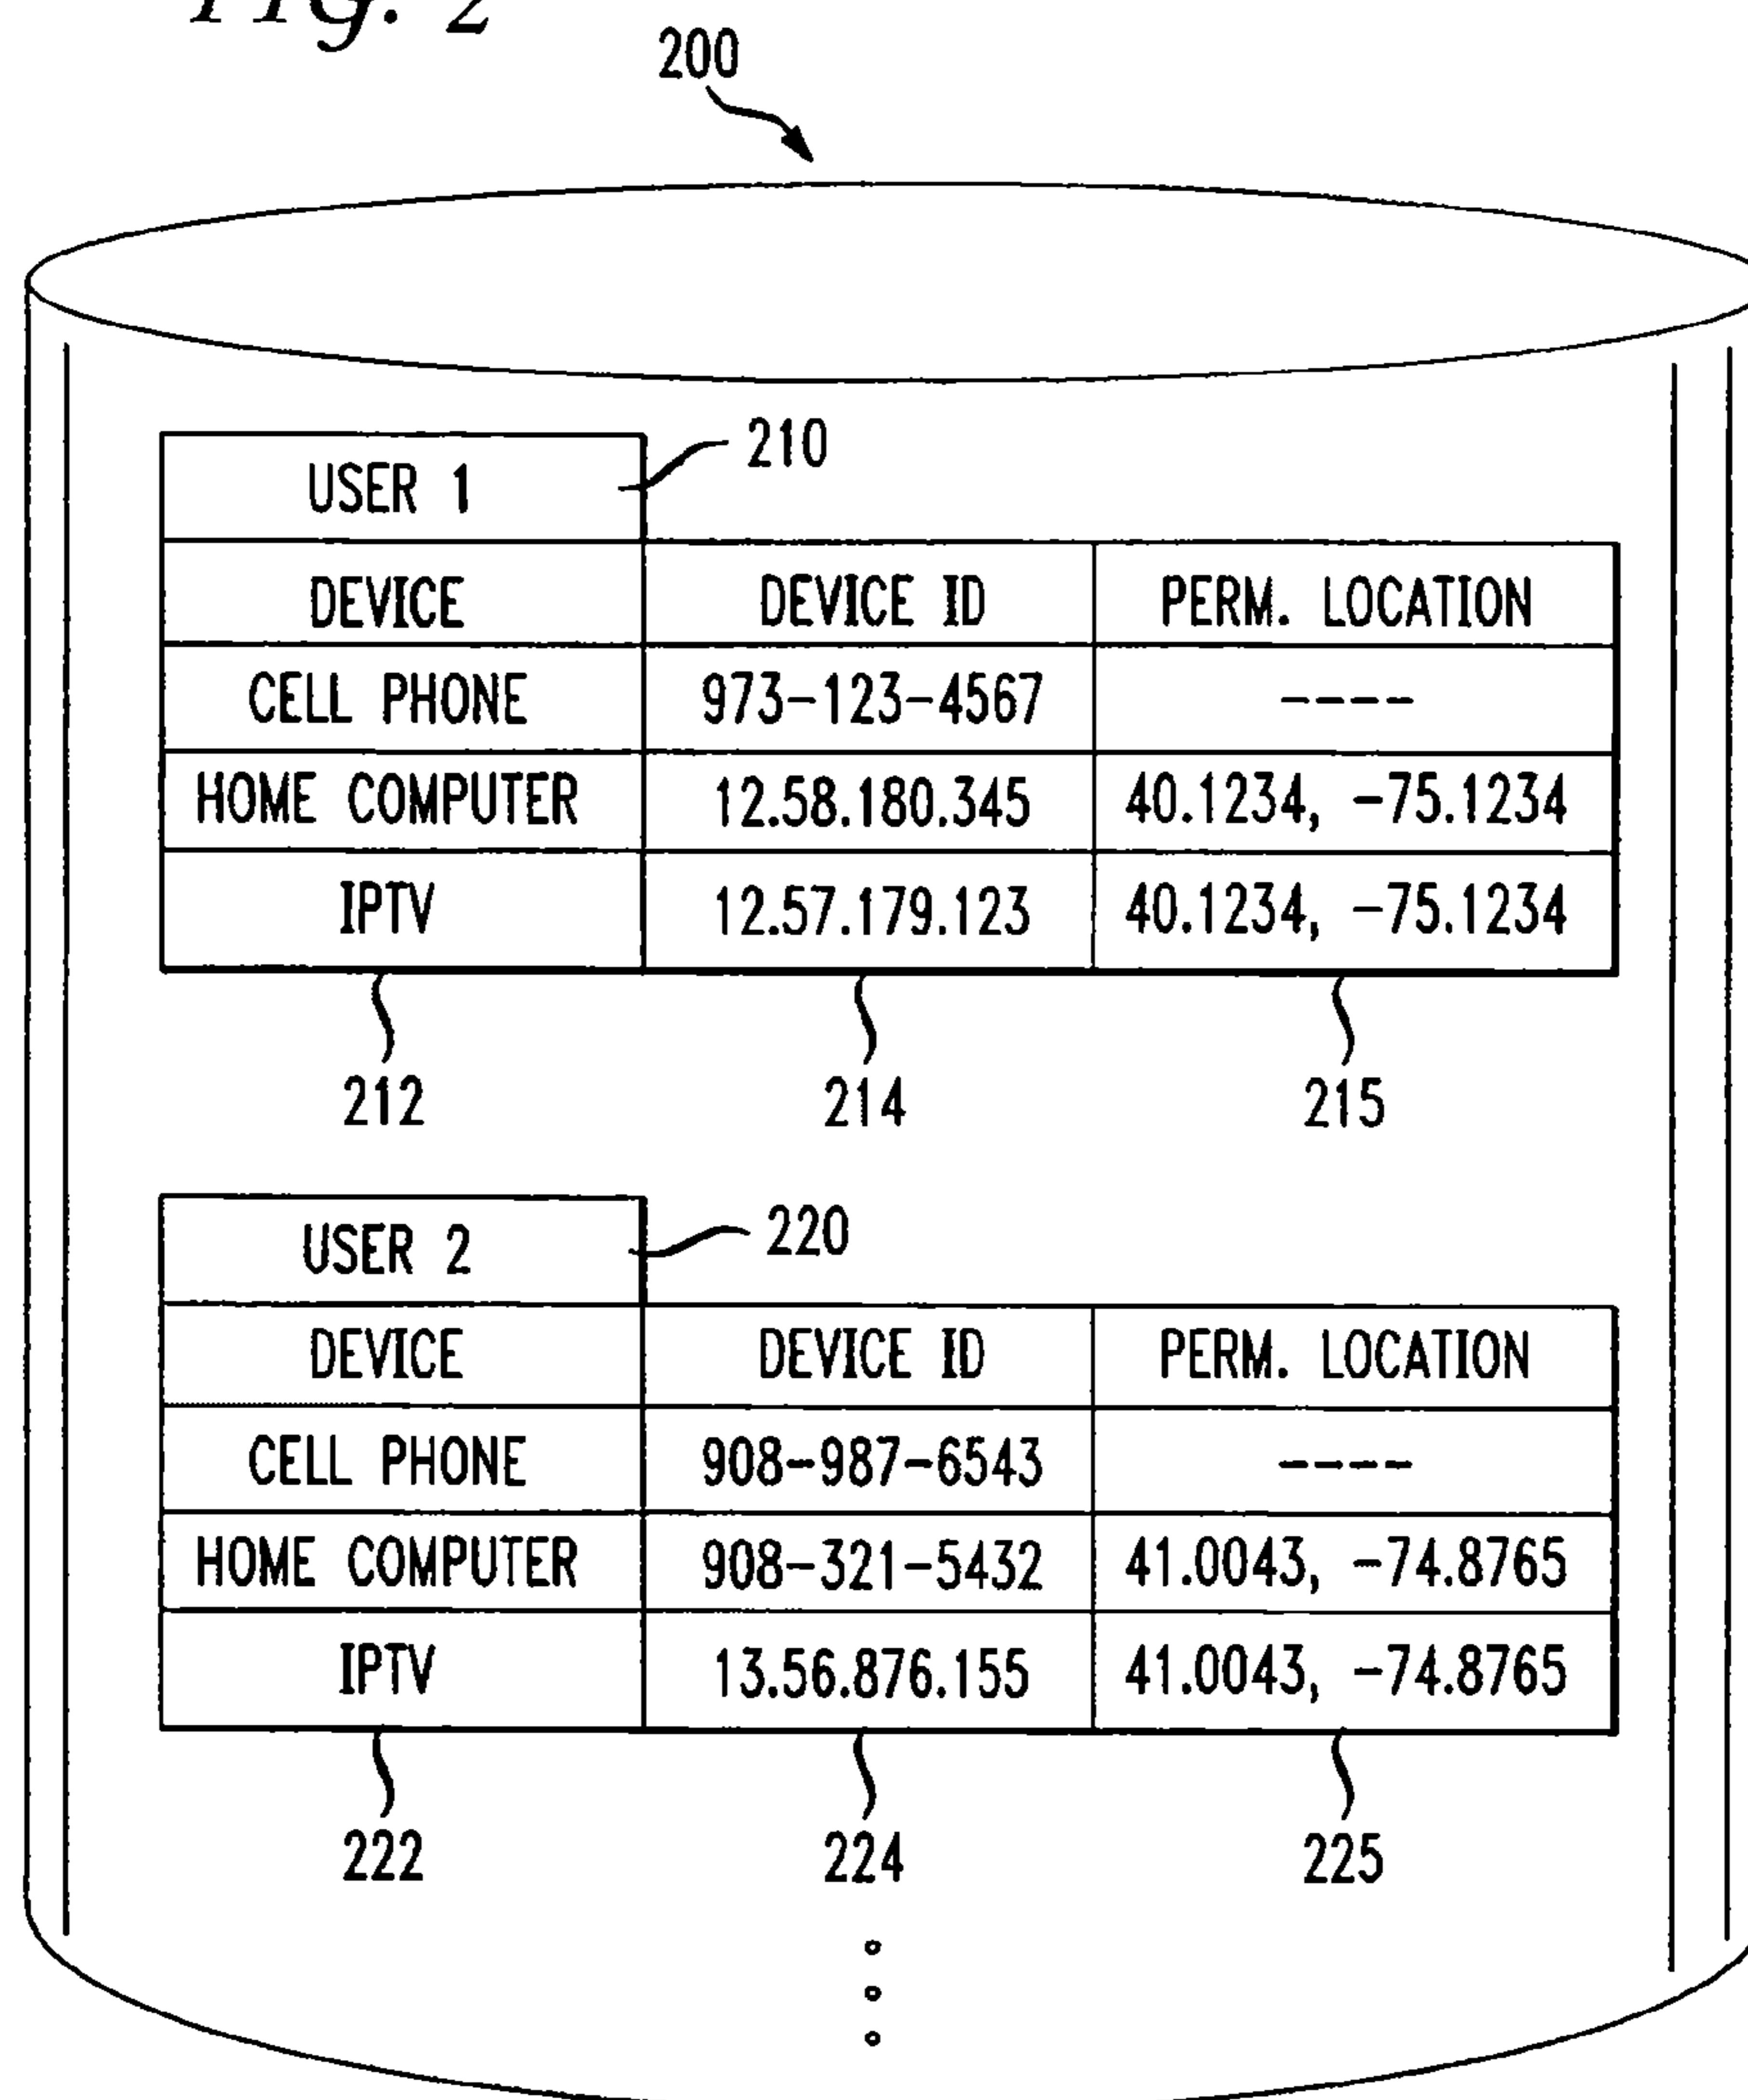 FIG. 2
200
210
USER 1
DEVICE DEVICE ID PERM. LOCATION
CELL PHONE 973-123-4567 ----
HOME COMPUTER 12.58.180.345 40.1234, -75.1234
IPTV 12.57.179.123 40.1234, -75.1234
212 214 215
USER 2 220
DEVICE DEVICE ID PERM. LOCATION
CELL PHONE 908-987-6543 ----
HOME COMPUTER 908-321-5432 41.0043, -74.8765
IPTV 13.56.876.155 41.0043, -74.8765
222 224 225